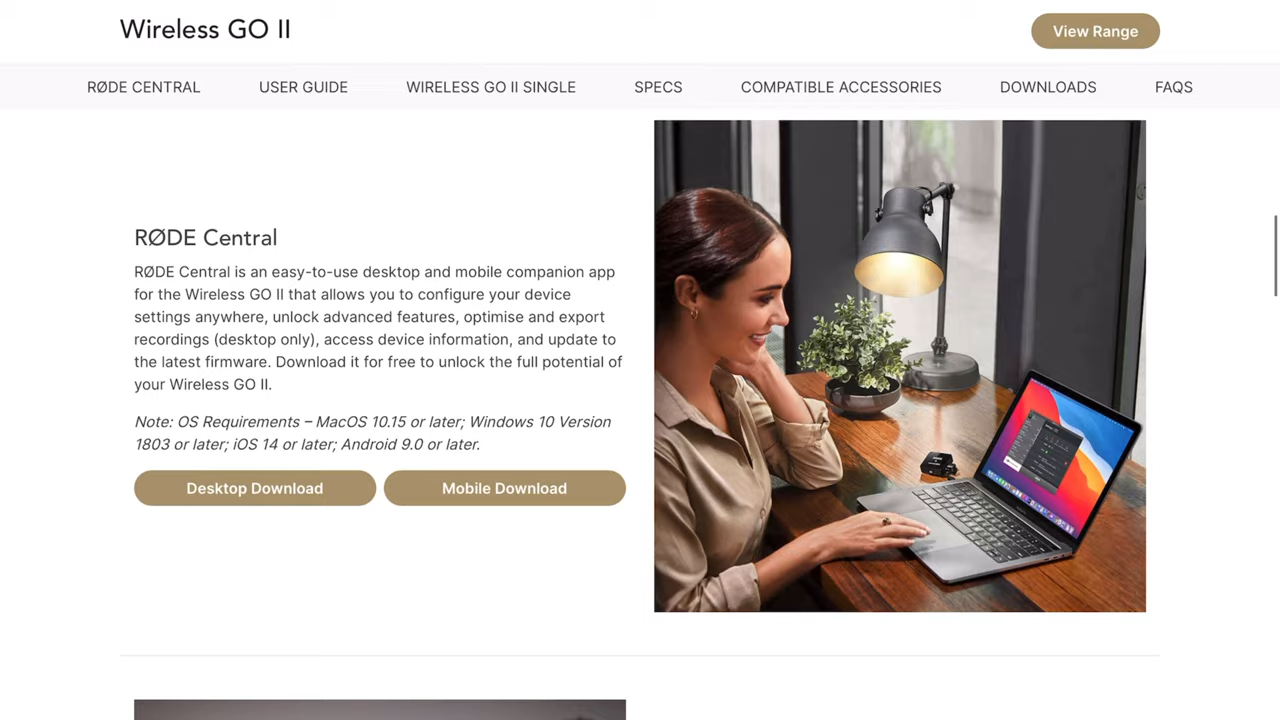 Wireless GO II
View Range
RØDE CENTRAL
USER GUIDE
WIRELESS GO II SINGLE
SPECS
COMPATIBLE ACCESSORIES
DOWNLOADS
FAQS
RØDE Central
RØDE Central is an easy-to-use desktop and mobile companion app
for the Wireless GO II that allows you to configure your device
settings anywhere, unlock advanced features, optimise and export
recordings (desktop only), access device information, and update to
the latest firmware. Download it for free to unlock the full potential of
your Wireless GO II.
Note: OS Requirements – MacOS 10.15 or later; Windows 10 Version
1803 or later; iOS 14 or later; Android 9.0 or later.
Desktop Download
Mobile Download